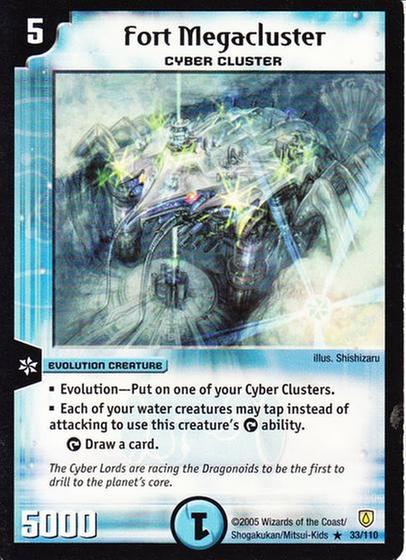 5
Fort Megacluster
CYBER CLUSTER
illus. Shishizaru
EVOLUTION CREATURE
▪ Evolution—Put on one of your Cyber Clusters.
▪ Each of your water creatures may tap instead of
attacking to use this creature's ability.
Draw a card.
The Cyber Lords are racing the Dragonoids to be the first to
drill to the planet's core.
5000
1
©2005 Wizards of the Coast/
Shogakukan/Mitsui-Kids ★ 33/110